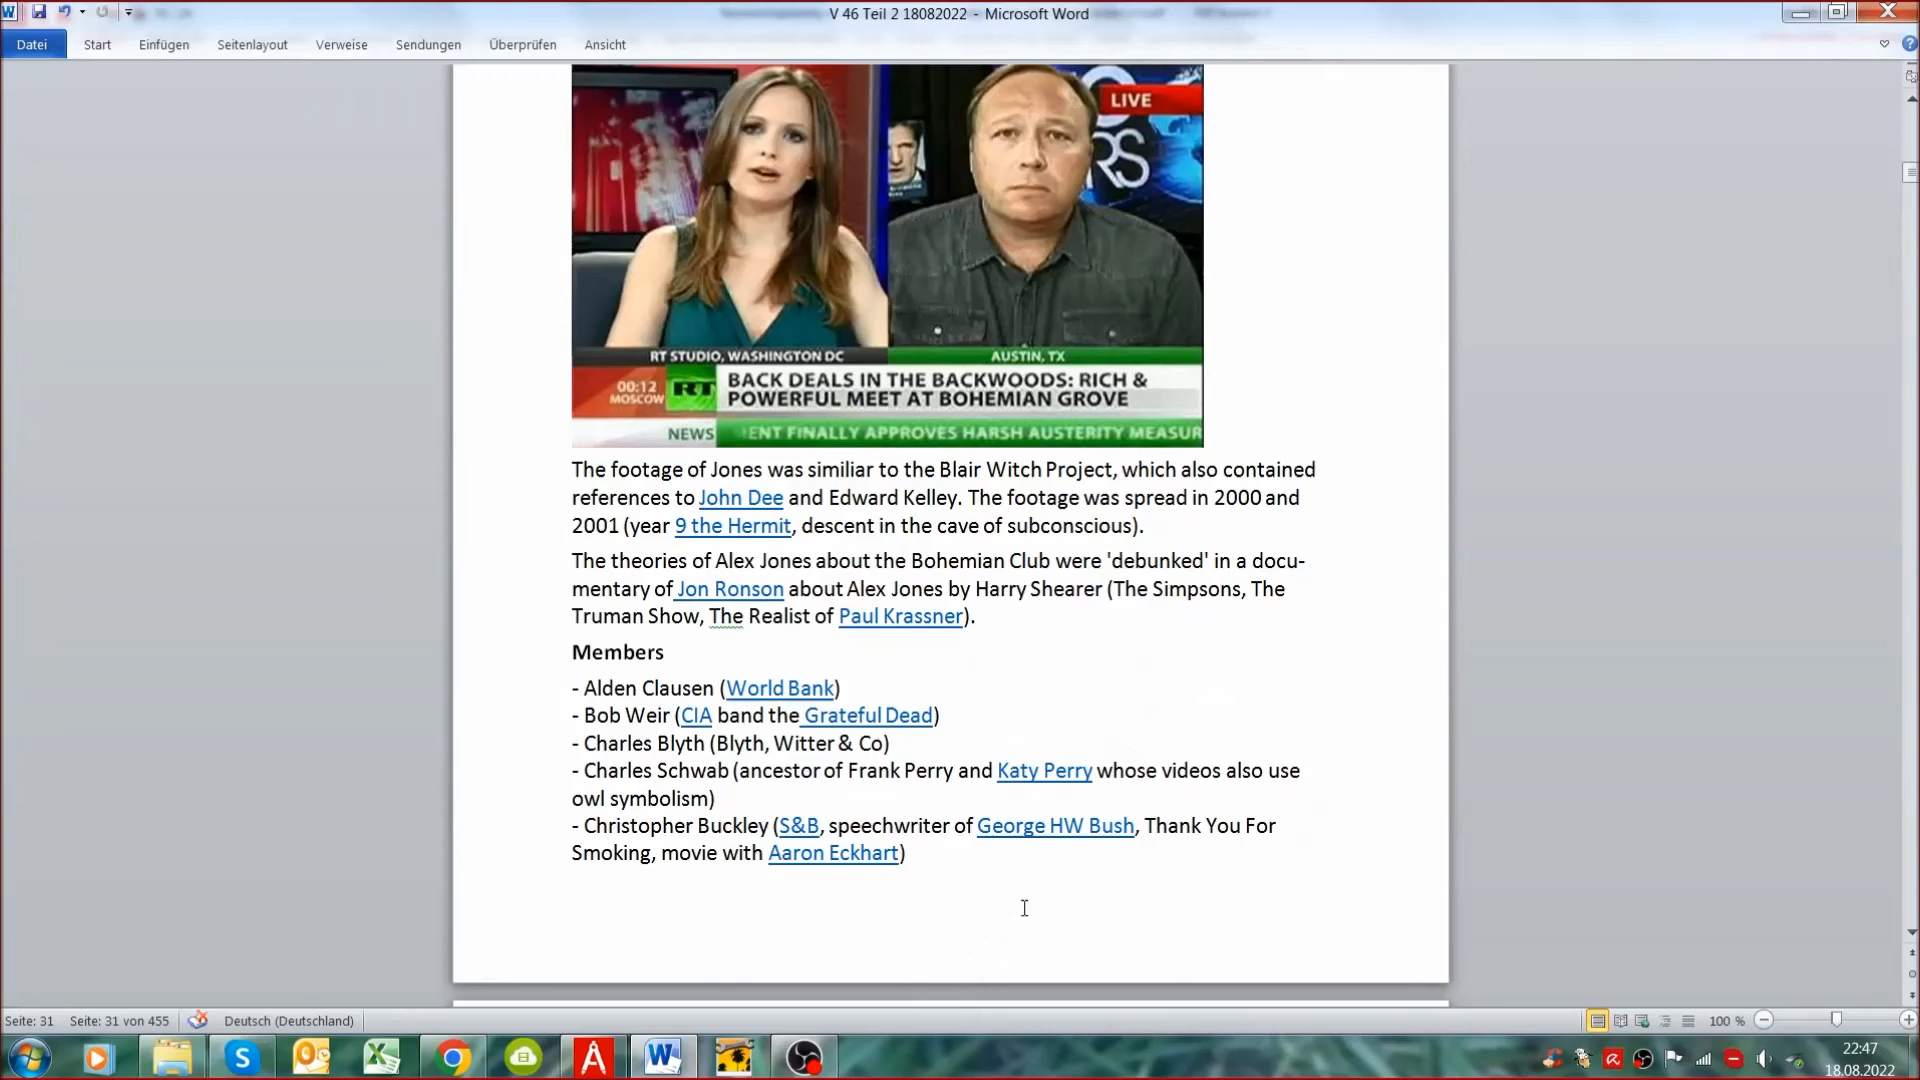 V 46 Teil 2 18082022 - Microsoft Word
Datei Start Einfügen Seitenlayout Verweise Sendungen Überprüfen Ansicht
LIVE
RS
RT STUDIO, WASHINGTON DC AUSTIN, TX
00:12 MOSCOW
RT
BACK DEALS IN THE BACKWOODS: RICH &
POWERFUL MEET AT BOHEMIAN GROVE
NEWS ENT FINALLY APPROVES HARSH AUSTERITY MEASUR
The footage of Jones was similiar to the Blair Witch Project, which also contained
references to John Dee and Edward Kelley. The footage was spread in 2000 and
2001 (year 9 the Hermit, descent in the cave of subconscious).
The theories of Alex Jones about the Bohemian Club were 'debunked' in a docu-
mentary of Jon Ronson about Alex Jones by Harry Shearer (The Simpsons, The
Truman Show, The Realist of Paul Krassner).
Members
- Alden Clausen (World Bank)
- Bob Weir (CIA band the Grateful Dead)
- Charles Blyth (Blyth, Witter & Co)
- Charles Schwab (ancestor of Frank Perry and Katy Perry whose videos also use
owl symbolism)
- Christopher Buckley (S&B, speechwriter of George HW Bush, Thank You For
Smoking, movie with Aaron Eckhart)
Seite: 31 Seite: 31 von 455 Deutsch (Deutschland) 100 %
22:47
18.08.2022